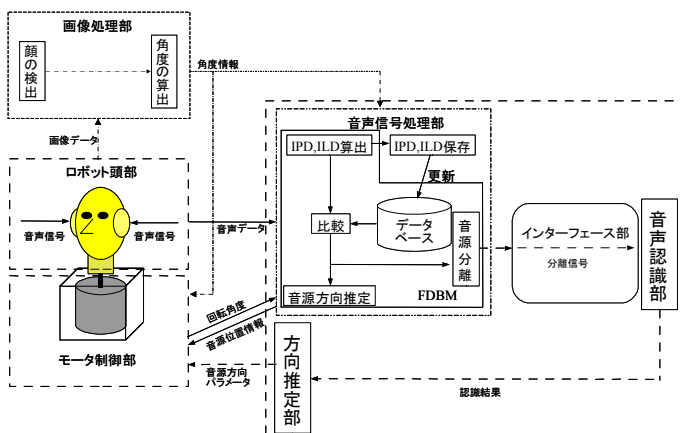 画像処理部
顔の検出
角度の算出
角度情報
画像データ
ロボット頭部
音声信号
音声信号
音声データ
モータ制御部
回転角度
音源位置情報
音源方向
パラメータ
音声信号処理部
IPD,ILD算出
IPD,ILD保存
更新
比較
データ
ベース
音源分離
音源方向推定
FDBM
インターフェース部
分離信号
音声認識部
方向推定部
認識結果